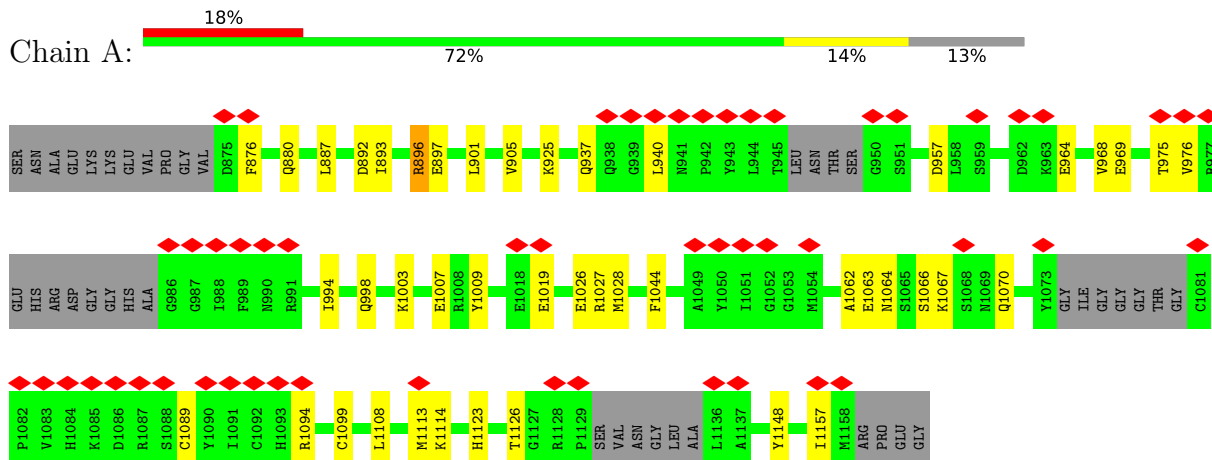 18%
Chain A:
72% 14% 13%
SER ASN ALA GLU LYS LYS GLU VAL PRO GLY VAL D875 F876 Q880 L887 D892 I893 R896 E897 L901 V905 K925 Q937 Q938 G939 L940 N941 P942 Y943 L944 T945 LEU ASN THR SER G950 S951 D957 L958 S959 D962 K963 E964 V968 E969 T975 V976 R977
GLU HIS ARG ASP GLY GLY HIS ALA G986 G987 I988 F989 N990 R991 I994 Q998 K1003 E1007 R1008 Y1009 E1018 E1019 E1026 R1027 M1028 F1044 A1049 Y1050 I1051 G1052 G1053 M1054 A1062 E1063 N1064 S1065 S1066 K1067 S1068 N1069 Q1070 Y1073 GLY ILE GLY GLY GLY THR GLY C1081
P1082 V1083 H1084 K1085 D1086 R1087 S1088 C1089 Y1090 I1091 C1092 H1093 R1094 C1099 L1108 M1113 K1114 H1123 T1126 G1127 R1128 P1129 SER VAL ASN GLY LEU ALA L1136 A1137 Y1148 I1157 M1158 ARG PRO GLU GLY